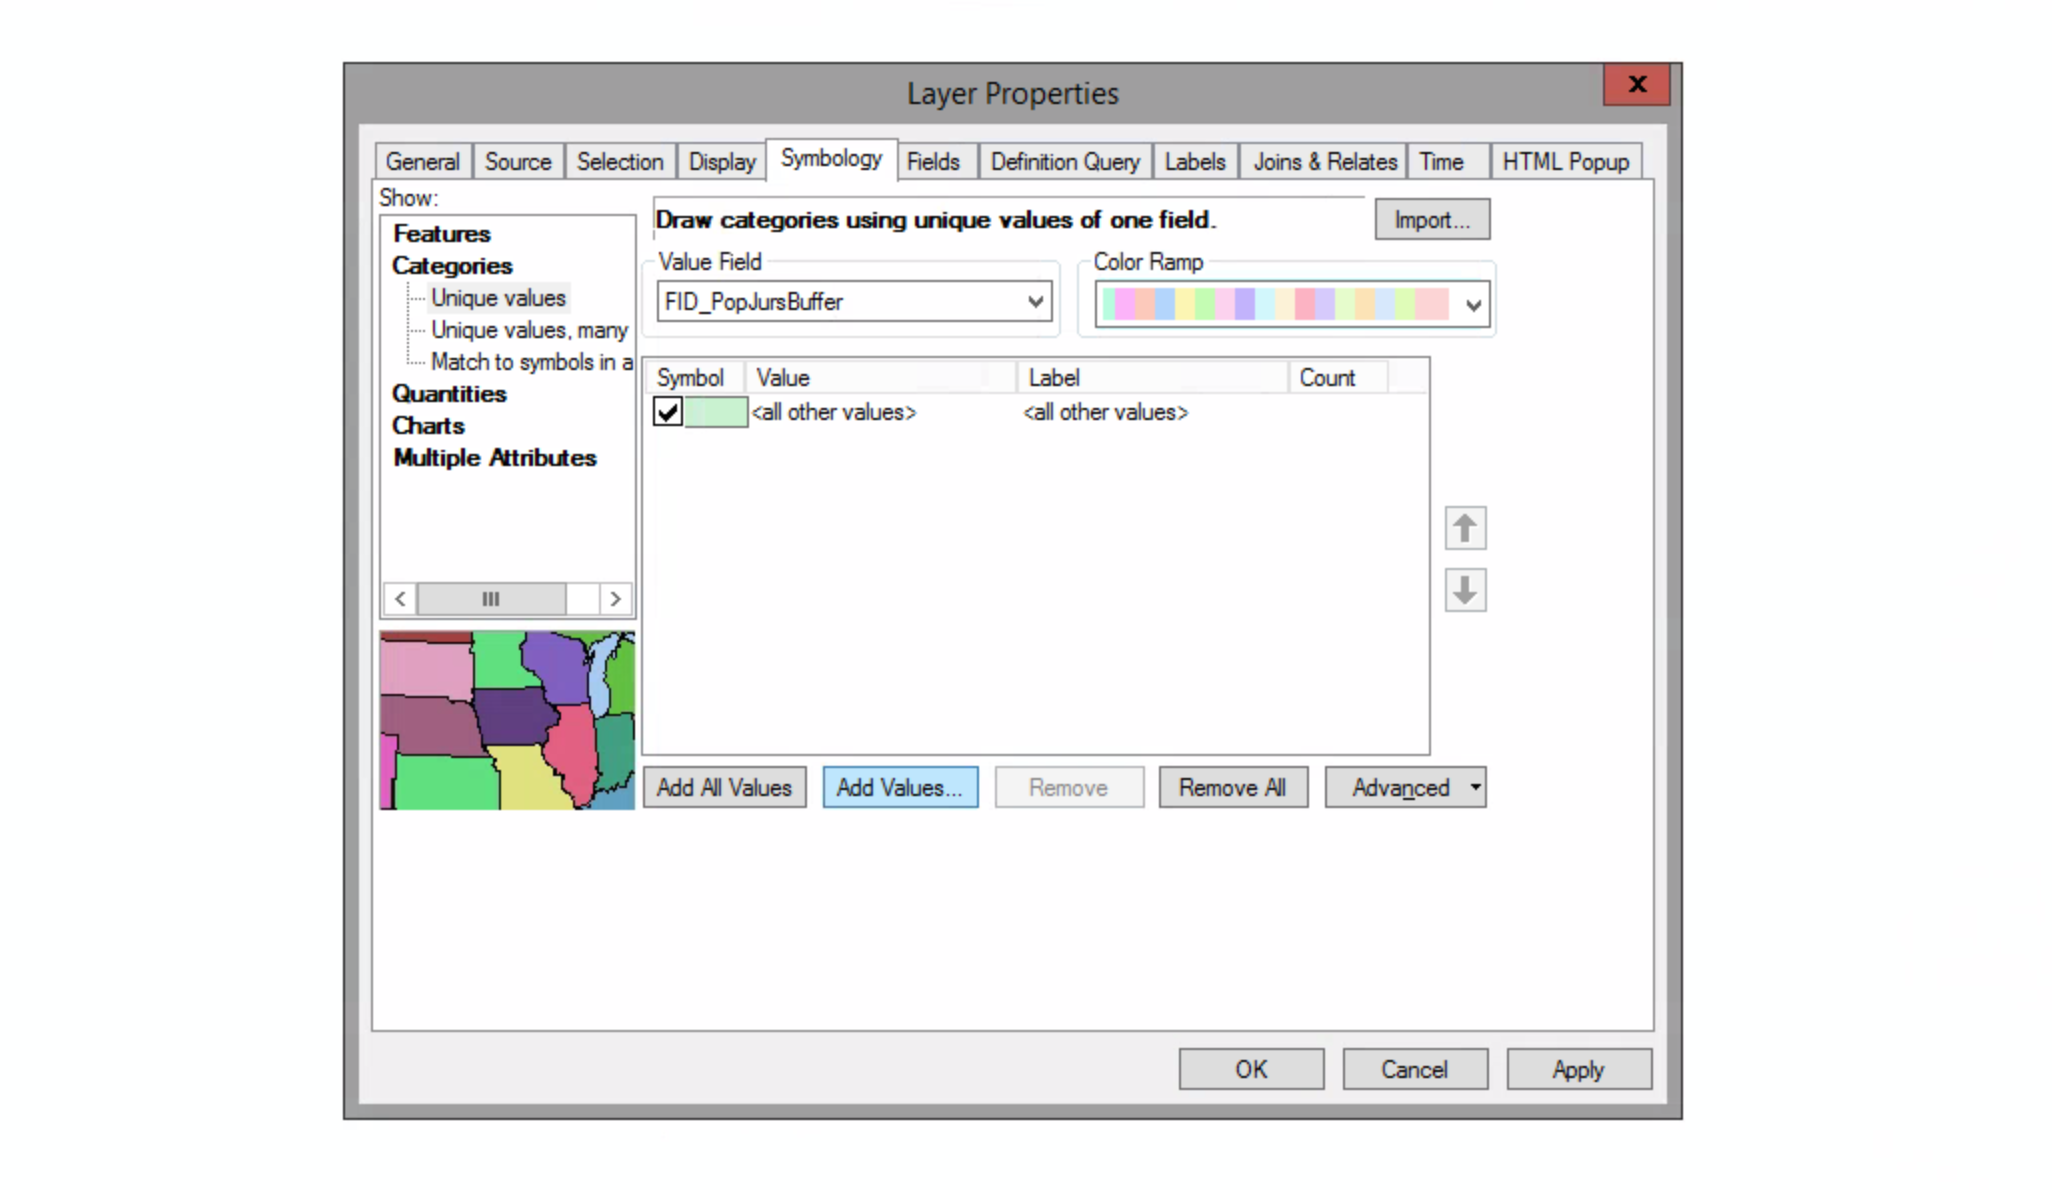 Layer Properties
X
General Source Selection Display Symbology Fields Definition Query Labels Joins & Relates Time HTML Popup
Show:
Features
Categories
Unique values
Unique values, many
Match to symbols in a
Quantities
Charts
Multiple Attributes
Draw categories using unique values of one field.
Import...
Value Field
FID_PopJursBuffer
Color Ramp
Symbol Value Label Count
<all other values> <all other values>
Add All Values Add Values... Remove Remove All Advanced
OK Cancel Apply